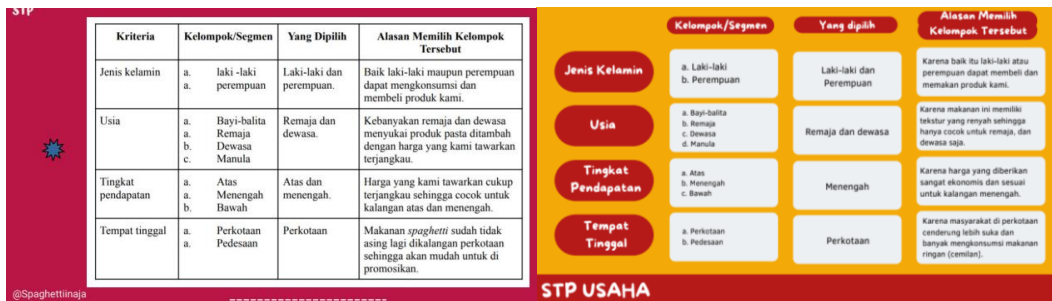 STP
Kriteria Kelompok/Segmen Yang Dipilih Alasan Memilih Kelompok
Tersebut
Jenis kelamin
a. laki -laki
a. perempuan
Laki-laki dan
perempuan.
Baik laki-laki maupun perempuan
dapat mengkonsumsi dan
membeli produk kami.
Usia
a. Bayi-balita
a. Remaja
b. Dewasa
c. Manula
Remaja dan
dewasa.
Kebanyakan remaja dan dewasa
menyukai produk pasta ditambah
dengan harga yang kami tawarkan
terjangkau.
Tingkat
pendapatan
a. Atas
a. Menengah
b. Bawah
Atas dan
menengah.
Harga yang kami tawarkan cukup
terjangkau sehingga cocok untuk
kalangan atas dan menengah.
Tempat tinggal
a. Perkotaan
a. Pedesaan
Perkotaan
Makanan spaghetti sudah tidak
asing lagi dikalangan perkotaan
sehingga akan mudah untuk di
promosikan.
@Spaghettiinaja
Kelompok/Segmen
Yang dipilih
Alasan Memilih
Kelompok Tersebut
Jenis Kelamin
a. Laki-laki
b. Perempuan
Laki-laki dan
Perempuan
Karena baik itu laki-laki atau
perempuan dapat membeli dan
memakan produk kami.
Usia
a. Bayi-balita
b. Remaja
c. Dewasa
d. Manula
Remaja dan dewasa
Karena makanan ini memiliki
tekstur yang renyah sehingga
hanya cocok untuk remaja, dan
dewasa saja.
Tingkat
Pendapatan
a. Atas
b. Menengah
c. Bawah
Menengah
Karena harga yang diberikan
sangat ekonomis dan sesuai
untuk kalangan menengah.
Tempat
Tinggal
a. Perkotaan
b. Pedesaan
Perkotaan
Karena masyarakat di perkotaan
cenderung lebih suka dan
banyak mengkonsumsi makanan
ringan (cemilan).
STP USAHA